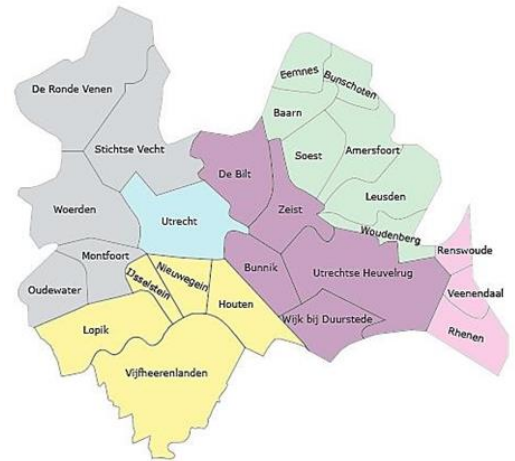 Eemnes
Bunschoten
De Ronde Venen
Baarn
Stichtse Vecht
Amersfoort
Soest
De Bilt
Leusden
Zeist
Woerden
Utrecht
Woudenberg
Renswoude
Montfoort
Nieuwegein
Bunnik
Utrechtse Heuvelrug
IJsselstein
Oudewater
Veenendaal
Houten
Wijk bij Duurstede
Lopik
Rhenen
Vijfheerenlanden